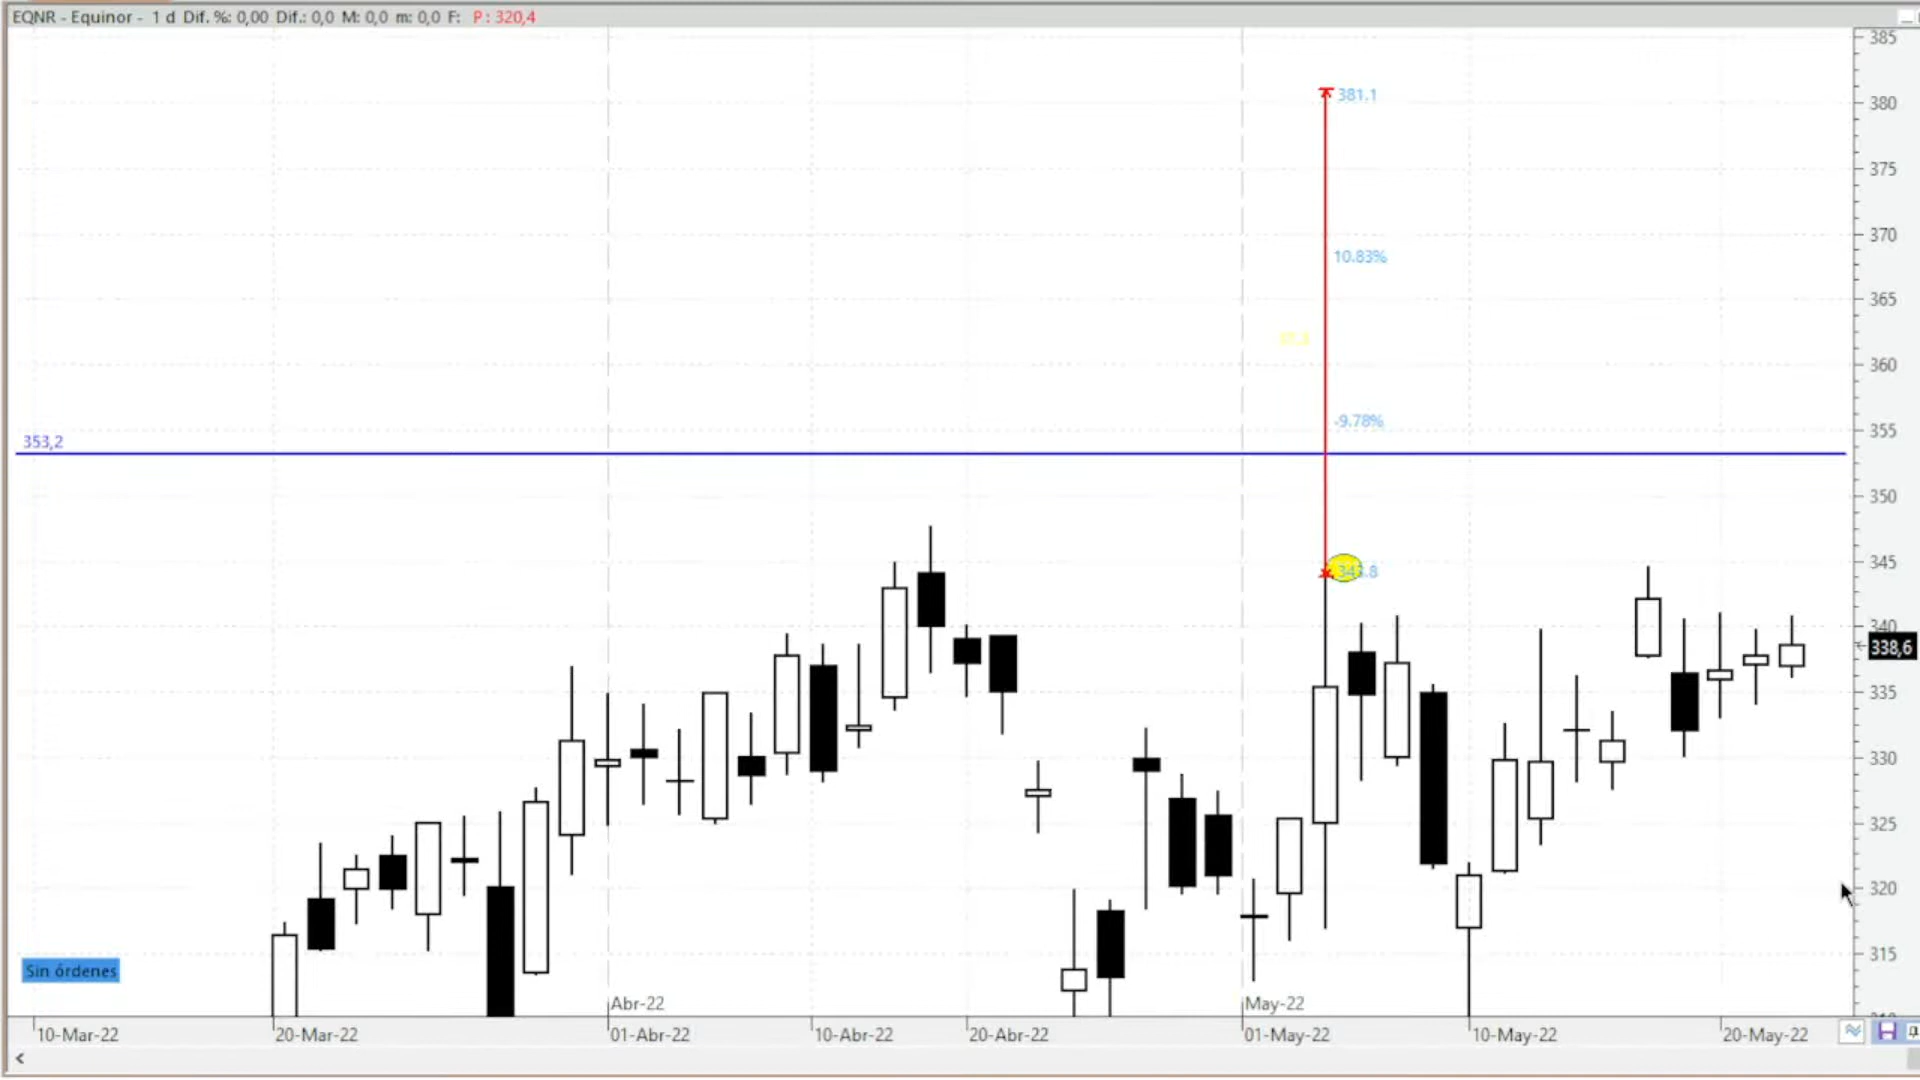 EQNR - Equinor - 1 d Dif. %: 0,00 Dif.: 0,0 M: 0,0 m: 0,0 F: P: 320,4
385
381.1
380
375
370
10.83%
365
360
-9.78%
355
353,2
350
345
340
338,6
335
330
325
320
315
Sin órdenes
Abr-22
May-22
10-Mar-22
20-Mar-22
01-Abr-22
10-Abr-22
20-Abr-22
01-May-22
10-May-22
20-May-22